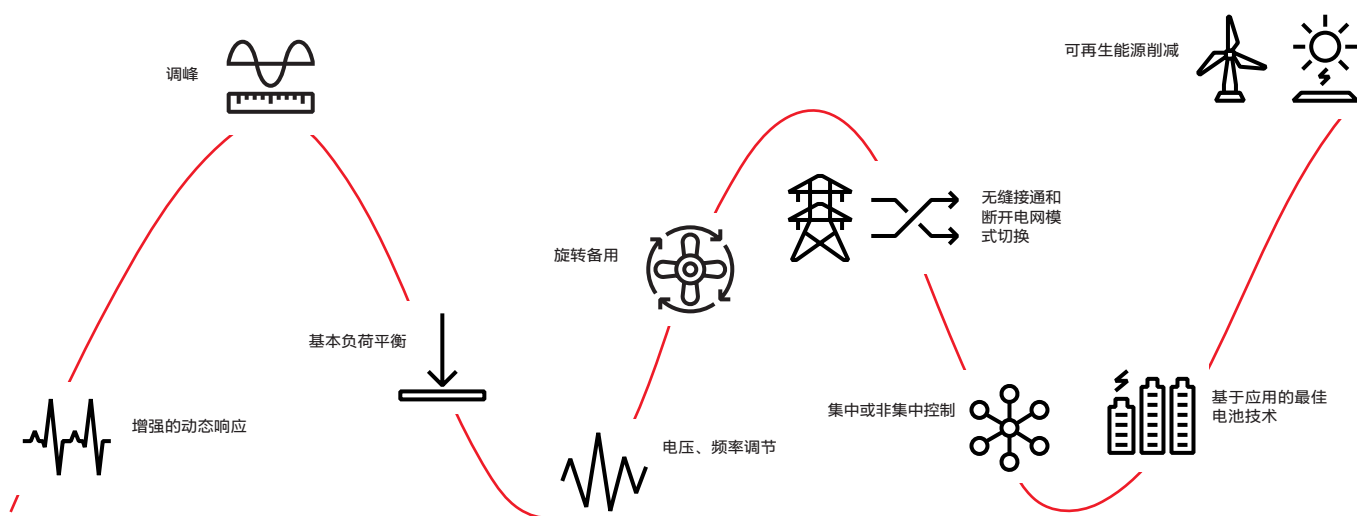 调峰
可再生能源削减
无缝接通和
断开电网模
式切换
旋转备用
基本负荷平衡
增强的动态响应
电压、频率调节
集中或非集中控制
基于应用的最佳
电池技术